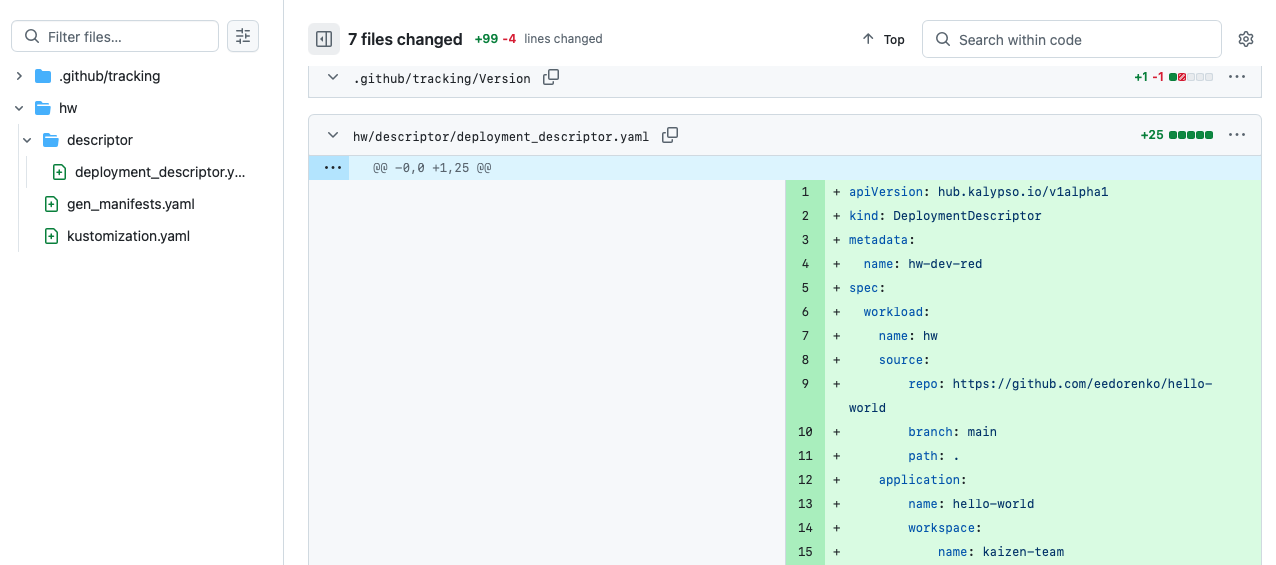 Filter files...
.github/tracking
hw
descriptor
deployment_descriptor.y...
gen_manifests.yaml
kustomization.yaml
7 files changed +99 -4 lines changed
Top
Search within code
.github/tracking/Version +1 -1
hw/descriptor/deployment_descriptor.yaml +25
@@ -0,0 +1,25 @@
1 + apiVersion: hub.kalypso.io/v1alpha1
2 + kind: DeploymentDescriptor
3 + metadata:
4 +   name: hw-dev-red
5 + spec:
6 +   workload:
7 +     name: hw
8 +     source:
9 +         repo: https://github.com/eedorenko/hello-
world
10 +         branch: main
11 +         path: .
12 +     application:
13 +         name: hello-world
14 +         workspace:
15 +             name: kaizen-team